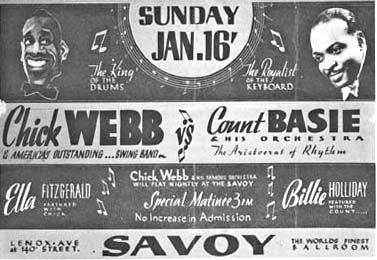 SUNDAY
JAN. 16'
The King
OF THE
DRUMS
The Royalist
OF THE
KEYBOARD
Chick WEBB
& AMERICA'S OUTSTANDING...SWING BAND
VS
Count BASIE
& HIS ORCHESTRA
The Aristocrat of Rhythm
Chick Webb & HIS FAMOUS ORCHESTRA
WILL PLAY NIGHTLY AT THE SAVOY
Ella FITZGERALD
FEATURED WITH
CHICK
Special Matinee 3 P.M
No Increase in Admission
Billie HOLLIDAY
FEATURED WITH
THE COUNT.....
LENOX-AVE
at 140th STREET
SAVOY
THE WORLDS FINEST
BALLROOM